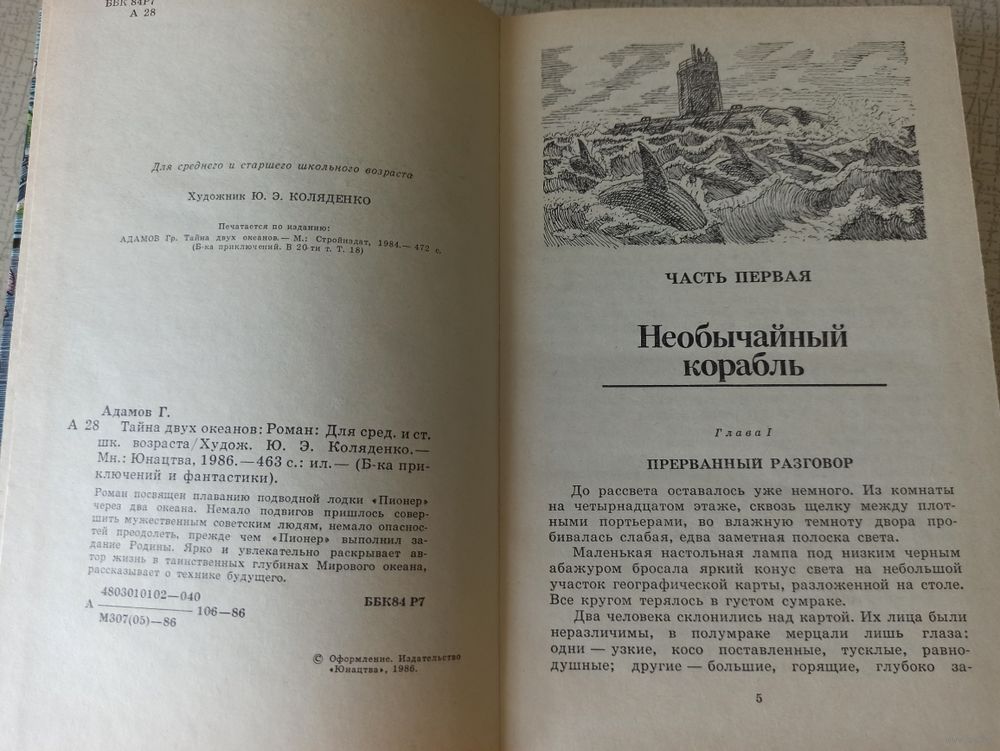 ББК 84Р7
А 28
Для среднего и старшего школьного возраста
Художник Ю. Э. КОЛЯДЕНКО
Печатается по изданию:
АДАМОВ Гр. Тайна двух океанов.— М.: Стройиздат, 1984.— 472 с.
(Б-ка приключений. В 20-ти т. Т. 18)
Адамов Г.
А 28 Тайна двух океанов: Роман: Для сред. и ст.
шк. возраста/Худож. Ю. Э. Коляденко.—
Мн.: Юнацтва, 1986.—463 с.: ил.— (Б-ка при-
ключений и фантастики).
Роман посвящен плаванию подводной лодки «Пионер»
через два океана. Немало подвигов пришлось совер-
шить мужественным советским людям, немало опаснос-
тей преодолеть, прежде чем «Пионер» выполнил за-
дание Родины. Ярко и увлекательно раскрывает ав-
тор жизнь в таинственных глубинах Мирового океана,
рассказывает о технике будущего.
А 4803010102—040
М307(05)—86
106—86
ББК84 Р7
© Оформление. Издательство
«Юнацтва», 1986.
ЧАСТЬ ПЕРВАЯ
Необычайный
корабль
Глава I
ПРЕРВАННЫЙ РАЗГОВОР
До рассвета оставалось уже немного. Из комнаты
на четырнадцатом этаже, сквозь щелку между плот-
ными портьерами, во влажную темноту двора про-
бивалась слабая, едва заметная полоска света.
Маленькая настольная лампа под низким черным
абажуром бросала яркий конус света на небольшой
участок географической карты, разложенной на столе.
Все кругом терялось в густом сумраке.
Два человека склонились над картой. Их лица были
неразличимы, в полумраке мерцали лишь глаза:
одни — узкие, косо поставленные, тусклые, равно-
душные; другие — большие, горящие, глубоко за-
5